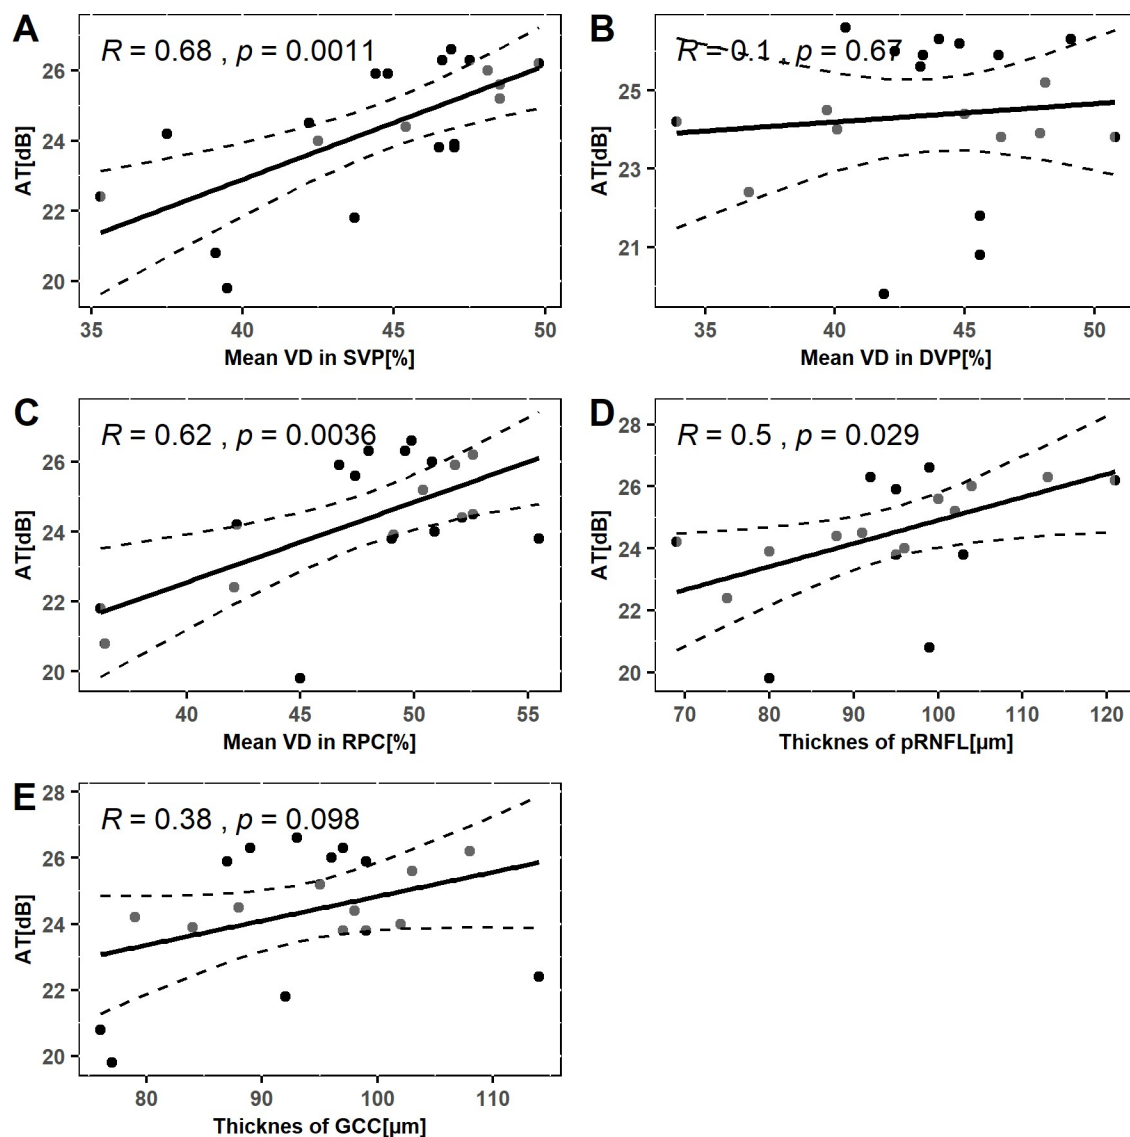 A
R = 0.68 , p = 0.0011
AT[dB]
26
24
22
20
35 40 45 50
Mean VD in SVP[%]
B
R = 0.1 , p = 0.67
AT[dB]
25
23
21
35 40 45 50
Mean VD in DVP[%]
C
R = 0.62 , p = 0.0036
AT[dB]
26
24
22
20
40 45 50 55
Mean VD in RPC[%]
D
R = 0.5 , p = 0.029
AT[dB]
28
26
24
22
20
70 80 90 100 110 120
Thicknes of pRNFL[µm]
E
R = 0.38 , p = 0.098
AT[dB]
28
26
24
22
20
80 90 100 110
Thicknes of GCC[µm]